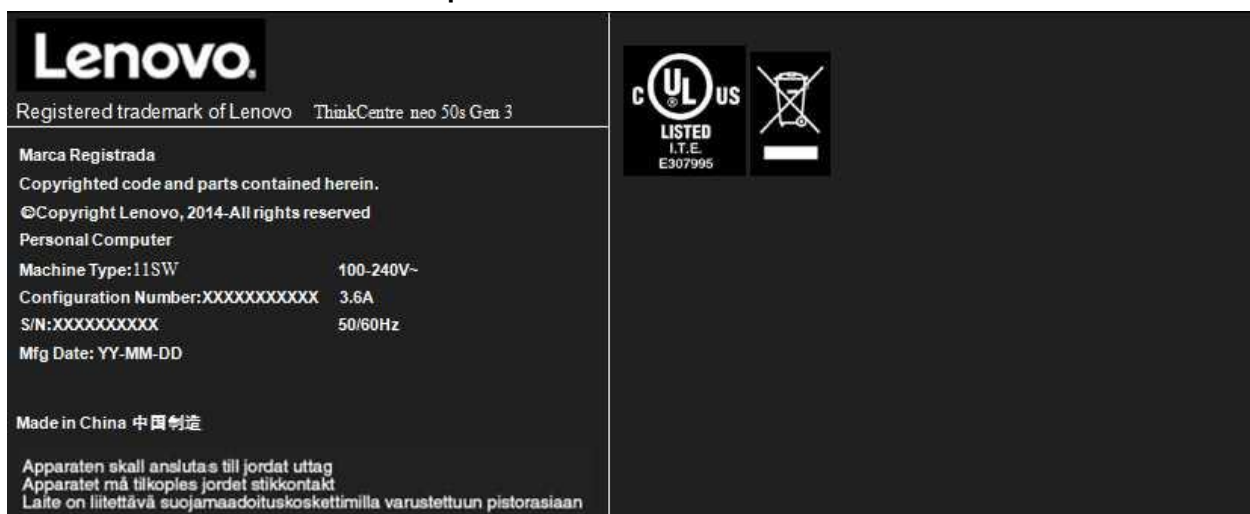 Lenovo.
Registered trademark of Lenovo ThinkCentre neo 50s Gen 3
Marca Registrada
Copyrighted code and parts contained herein.
©Copyright Lenovo, 2014-All rights reserved
Personal Computer
Machine Type:11SW 100-240V~
Configuration Number:XXXXXXXXXXX 3.6A
S/N:XXXXXXXXXX 50/60Hz
Mfg Date: YY-MM-DD
Made in China 中国制造
Apparaten skall anslutas till jordat uttag
Apparatet må tilkoples jordet stikkontakt
Laite on liitettävä suojamaadoituskoskettimilla varustettuun pistorasiaan
C UL® US
LISTED
I.T.E.
E307995